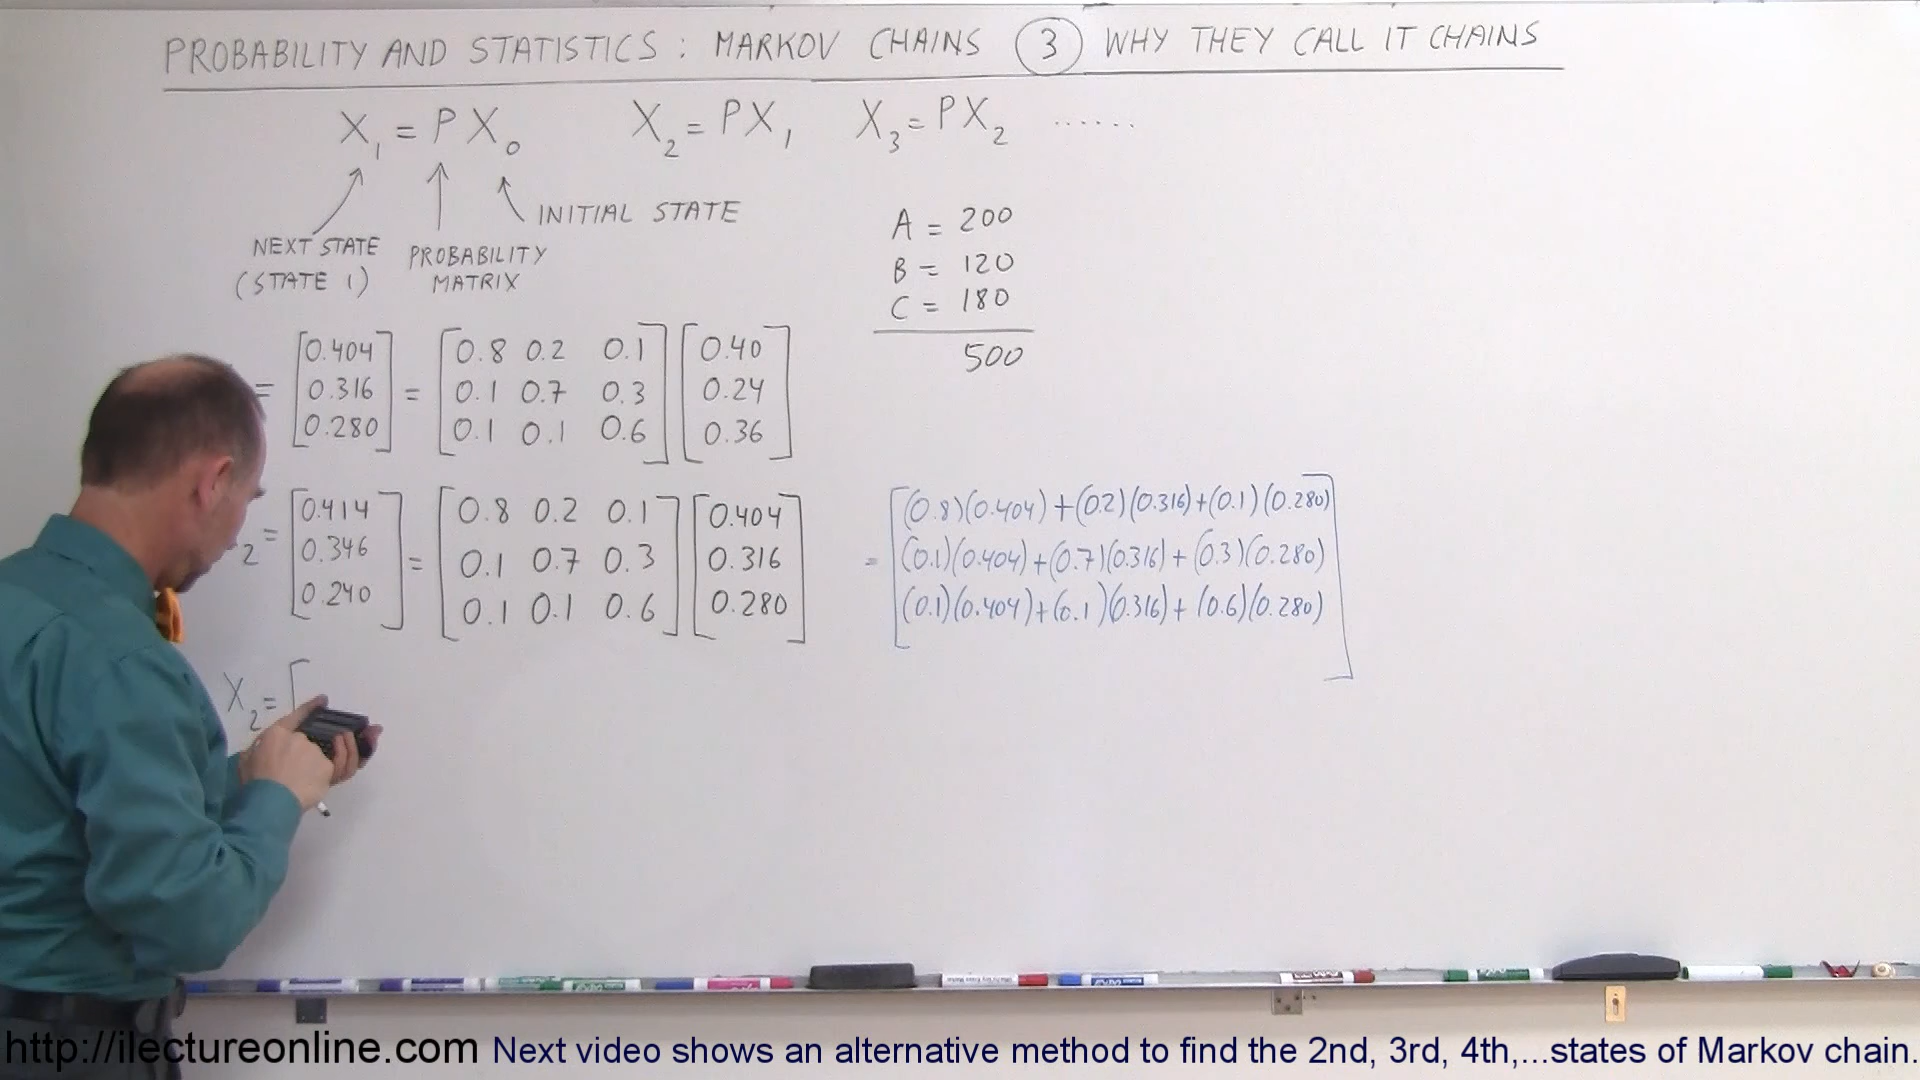 PROBABILITY AND STATISTICS : MARKOV CHAINS 3 WHY THEY CALL IT CHAINS
X₁ = P X₀ X₂ = PX₁ X₃ = PX₂ ......
INITIAL STATE
NEXT STATE
(STATE 1)
PROBABILITY
MATRIX
A = 200
B = 120
C = 180
500
= [0.404 = [0.8 0.2 0.1] [0.40]
0.316 0.1 0.7 0.3 0.24
0.280] 0.1 0.1 0.6 0.36
2 = [0.414 = [0.8 0.2 0.1] [0.404] = [(0.8)(0.404) + (0.2)(0.316) + (0.1)(0.280)
0.346 0.1 0.7 0.3 0.316 (0.1)(0.404) + (0.7)(0.316) + (0.3)(0.280)
0.240] 0.1 0.1 0.6 0.280 (0.1)(0.404) + (0.1)(0.316) + (0.6)(0.280)]
X₂ = [
http://ilectureonline.com Next video shows an alternative method to find the 2nd, 3rd, 4th,...states of Markov chain.